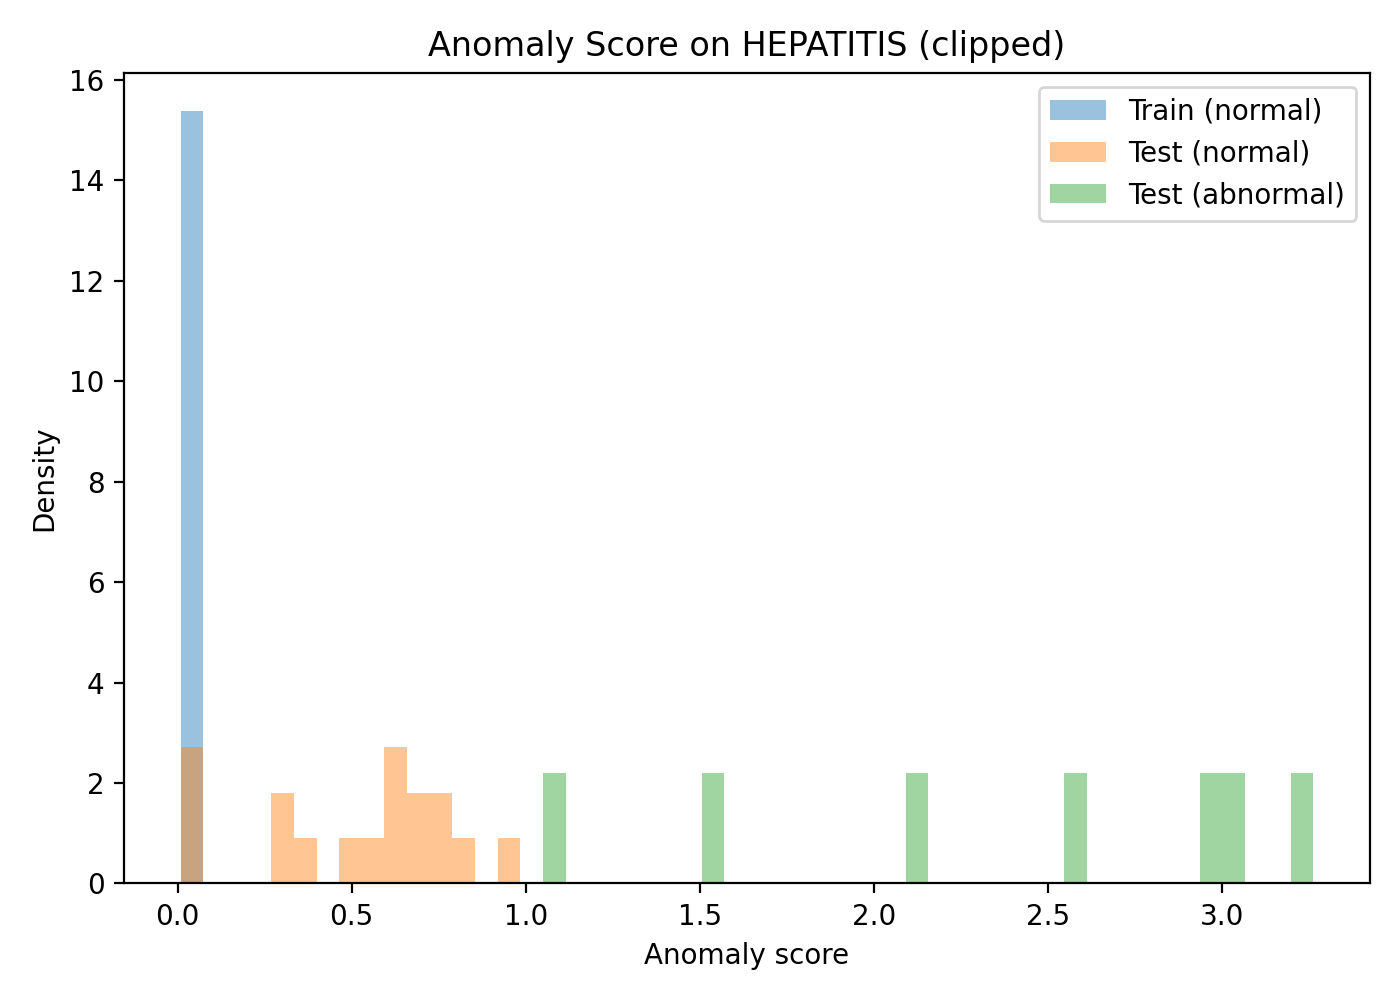 Anomaly Score on HEPATITIS (clipped)
Train (normal)
Test (normal)
Test (abnormal)
Density
16
14
12
10
8
6
4
2
0
0.0 0.5 1.0 1.5 2.0 2.5 3.0
Anomaly score